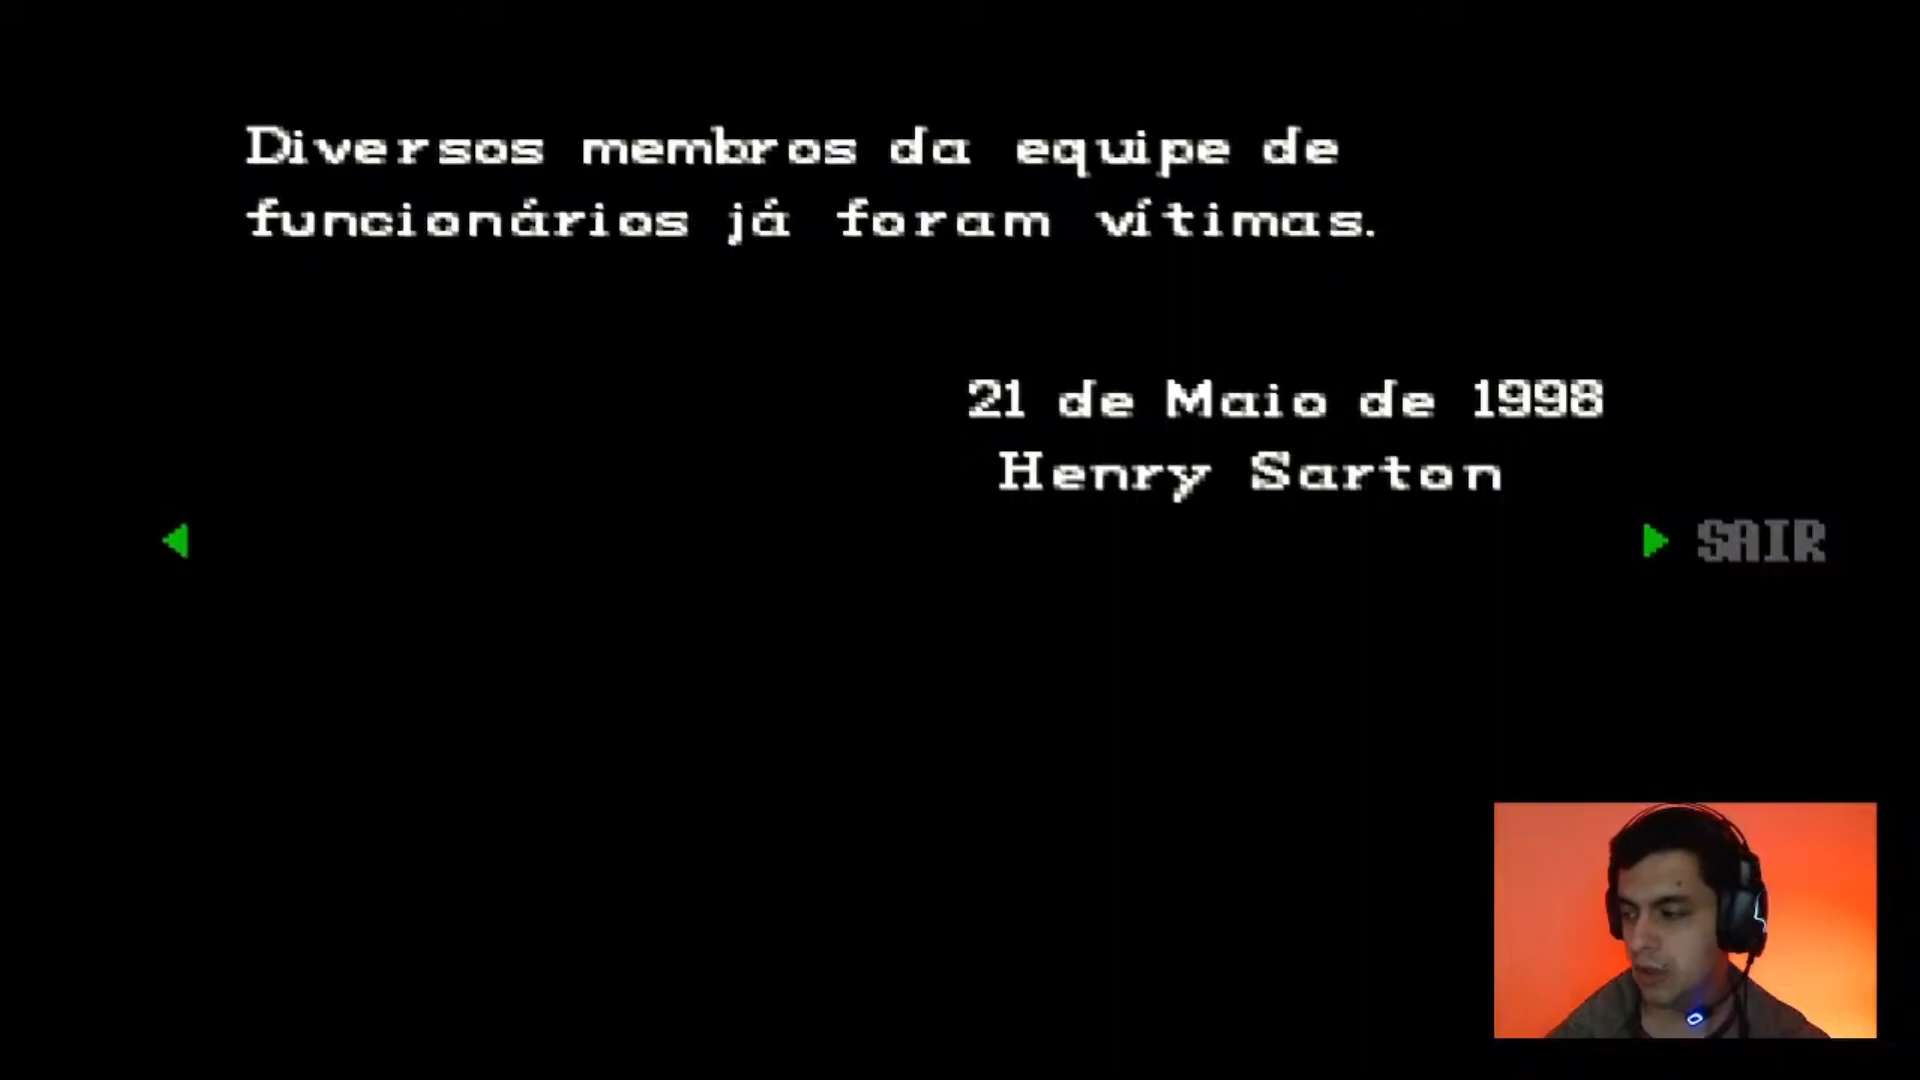 Diversos membros da equipe de
funcionários já foram vítimas.
21 de Maio de 1998
Henry Sarton
SAIR